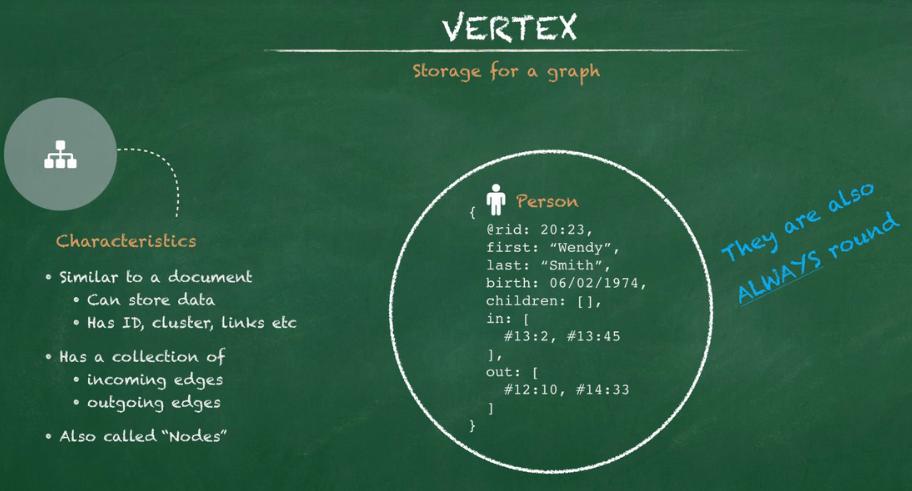 VERTEX
Storage for a graph
Characteristics
• Similar to a document
• Can store data
• Has ID, cluster, links etc
• Has a collection of
• incoming edges
• outgoing edges
• Also called “Nodes”
Person
{
@rid: 20:23,
first: “Wendy”,
last: “Smith”,
birth: 06/02/1974,
children: [],
in: [
#13:2, #13:45
],
out: [
#12:10, #14:33
]
}
They are also
ALWAYS round